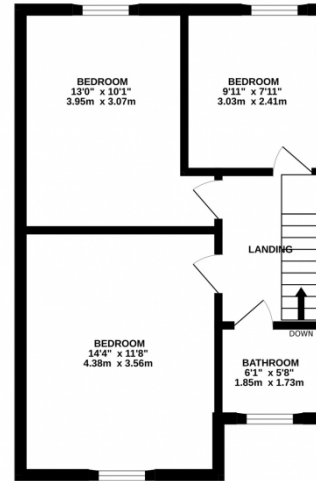 BEDROOM
13'0" x 10'1"
3.95m x 3.07m
BEDROOM
9'11" x 7'11"
3.03m x 2.41m
LANDING
DOWN
BEDROOM
14'4" x 11'8"
4.38m x 3.56m
BATHROOM
6'1" x 5'8"
1.85m x 1.73m